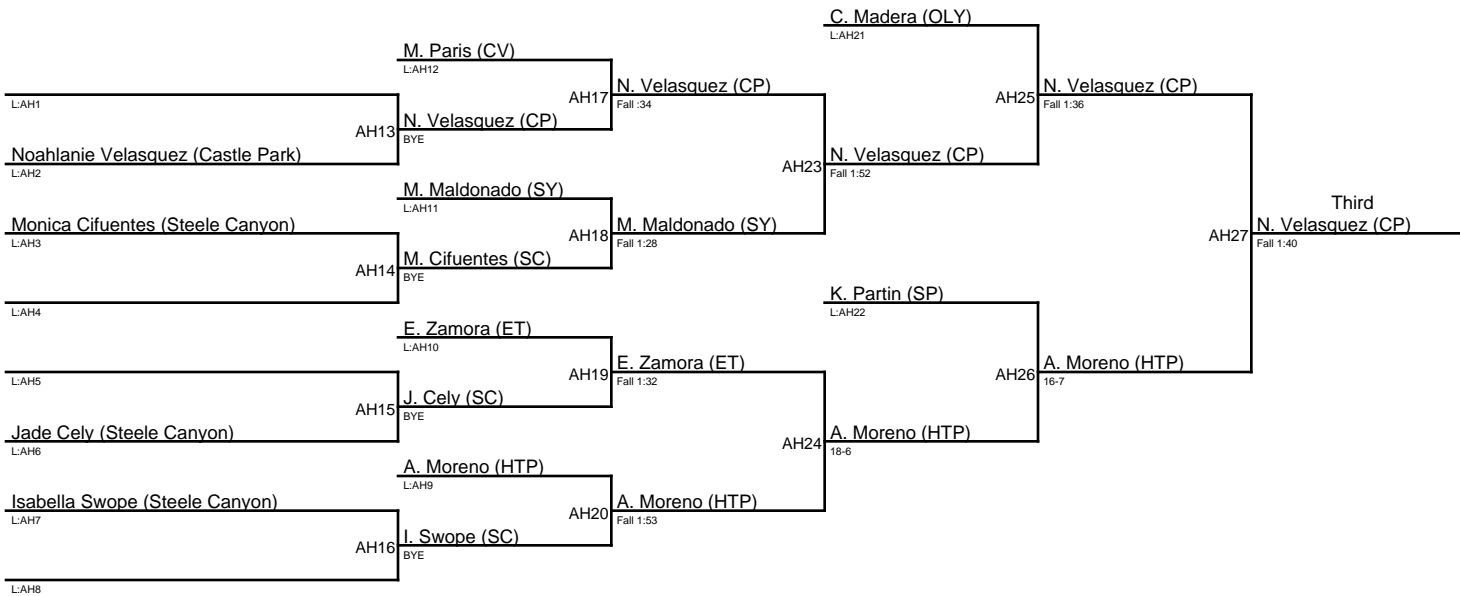 C. Madera (OLY)
L:AH21
M. Paris (CV)
L:AH12
N. Velasquez (CP)
Fall :34
AH17
AH25
N. Velasquez (CP)
Fall 1:36
L:AH1
AH13
N. Velasquez (CP)
BYE
Noahlanie Velasquez (Castle Park)
L:AH2
AH23
N. Velasquez (CP)
Fall 1:52
M. Maldonado (SY)
L:AH11
Monica Cifuentes (Steele Canyon)
L:AH3
AH18
M. Maldonado (SY)
Fall 1:28
AH14
M. Cifuentes (SC)
BYE
L:AH4
AH27
Third
N. Velasquez (CP)
Fall 1:40
K. Partin (SP)
L:AH22
E. Zamora (ET)
L:AH10
L:AH5
AH19
E. Zamora (ET)
Fall 1:32
AH26
A. Moreno (HTP)
16-7
AH15
J. Cely (SC)
BYE
Jade Cely (Steele Canyon)
L:AH6
AH24
A. Moreno (HTP)
18-6
A. Moreno (HTP)
L:AH9
Isabella Swope (Steele Canyon)
L:AH7
AH20
A. Moreno (HTP)
Fall 1:53
AH16
I. Swope (SC)
BYE
L:AH8